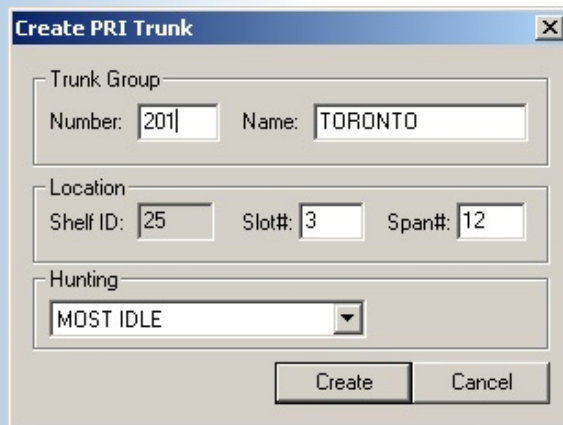 Create PRI Trunk
Trunk Group
Number: 201 Name: TORONTO
Location
Shelf ID: 25 Slot#: 3 Span#: 12
Hunting
MOST IDLE
Create Cancel